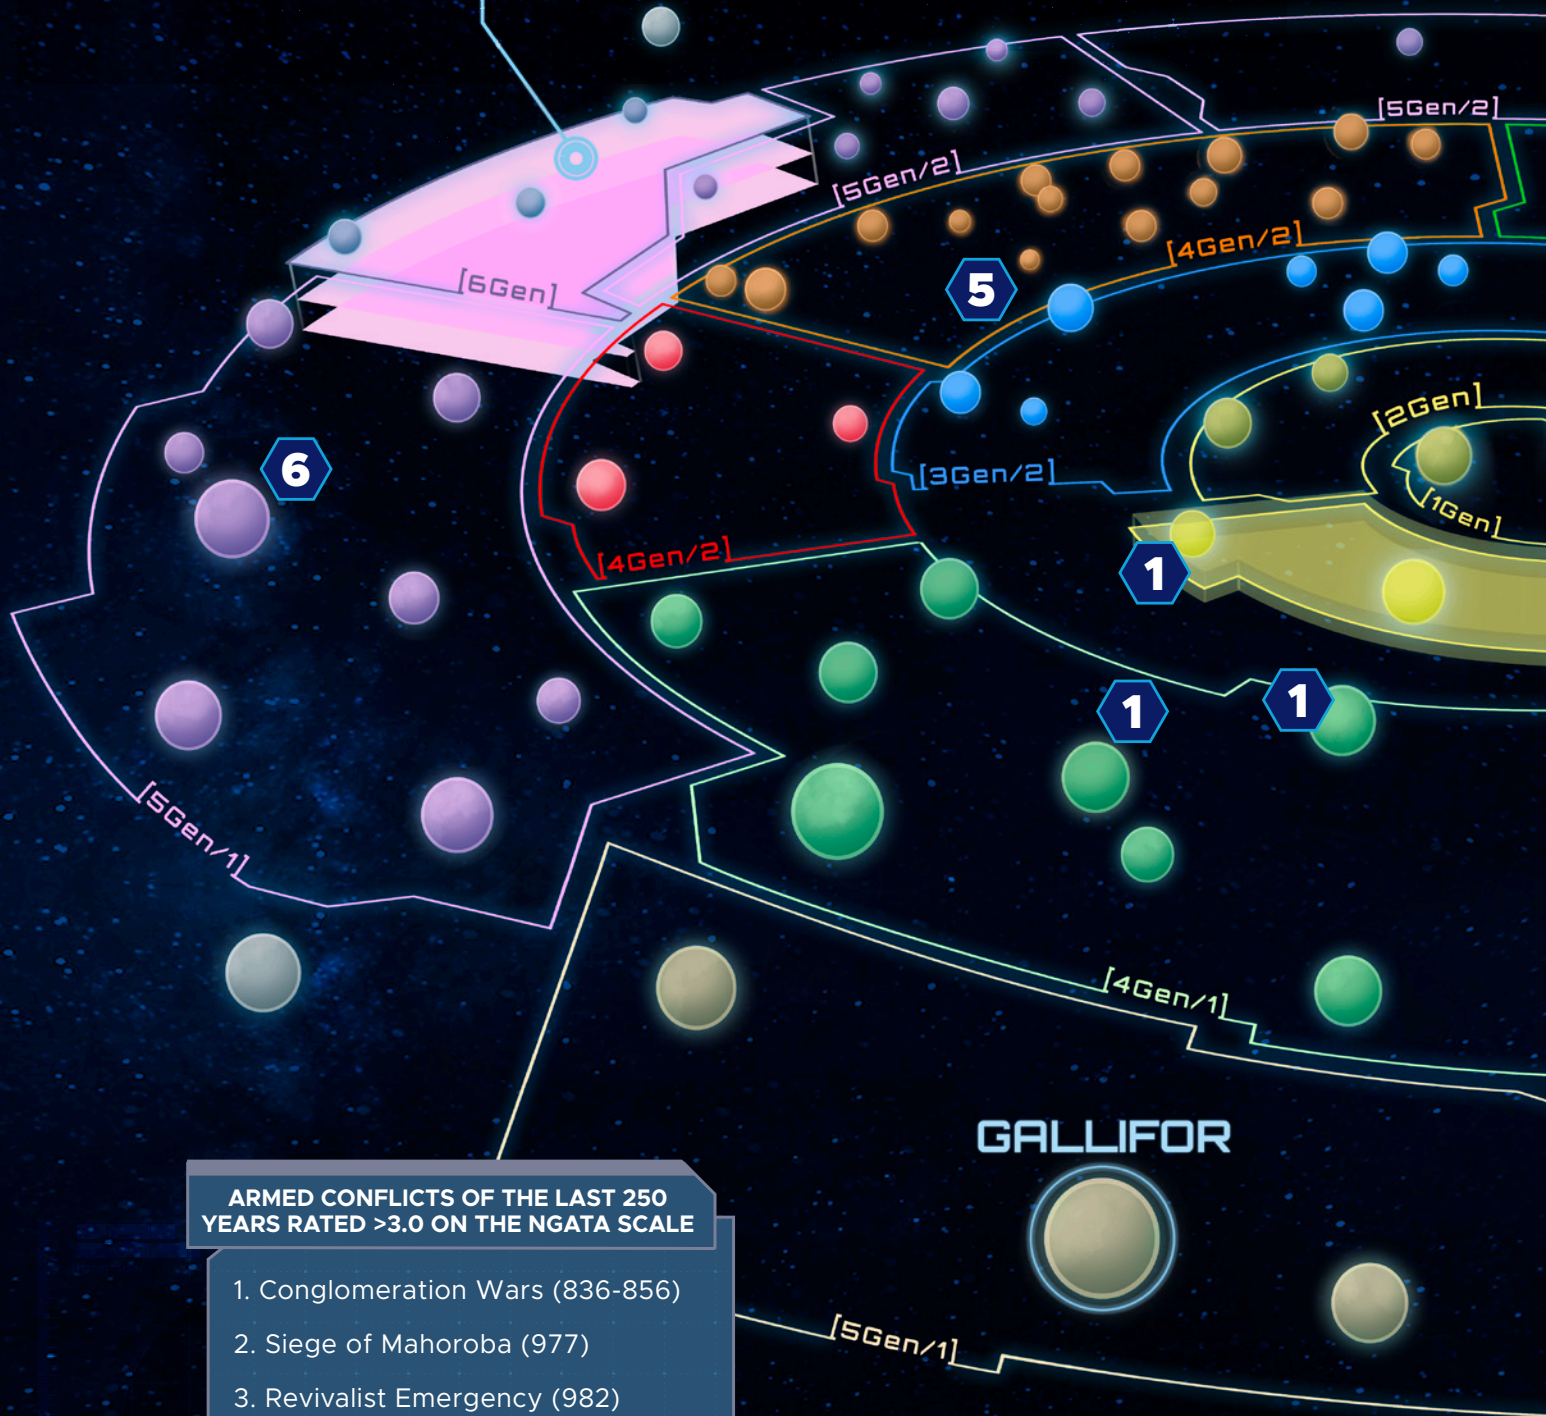 [5Gen/2]
[5Gen/2]
[4Gen/2]
[6Gen]
5
[2Gen]
6
[3Gen/2]
[1Gen]
[4Gen/2]
1
1
1
[5Gen/1]
[4Gen/1]
GALLIFOR
ARMED CONFLICTS OF THE LAST 250
YEARS RATED >3.0 ON THE NGATA SCALE
1. Conglomeration Wars (836-856)
2. Siege of Mahoroba (977)
3. Revivalist Emergency (982)
[5Gen/1]